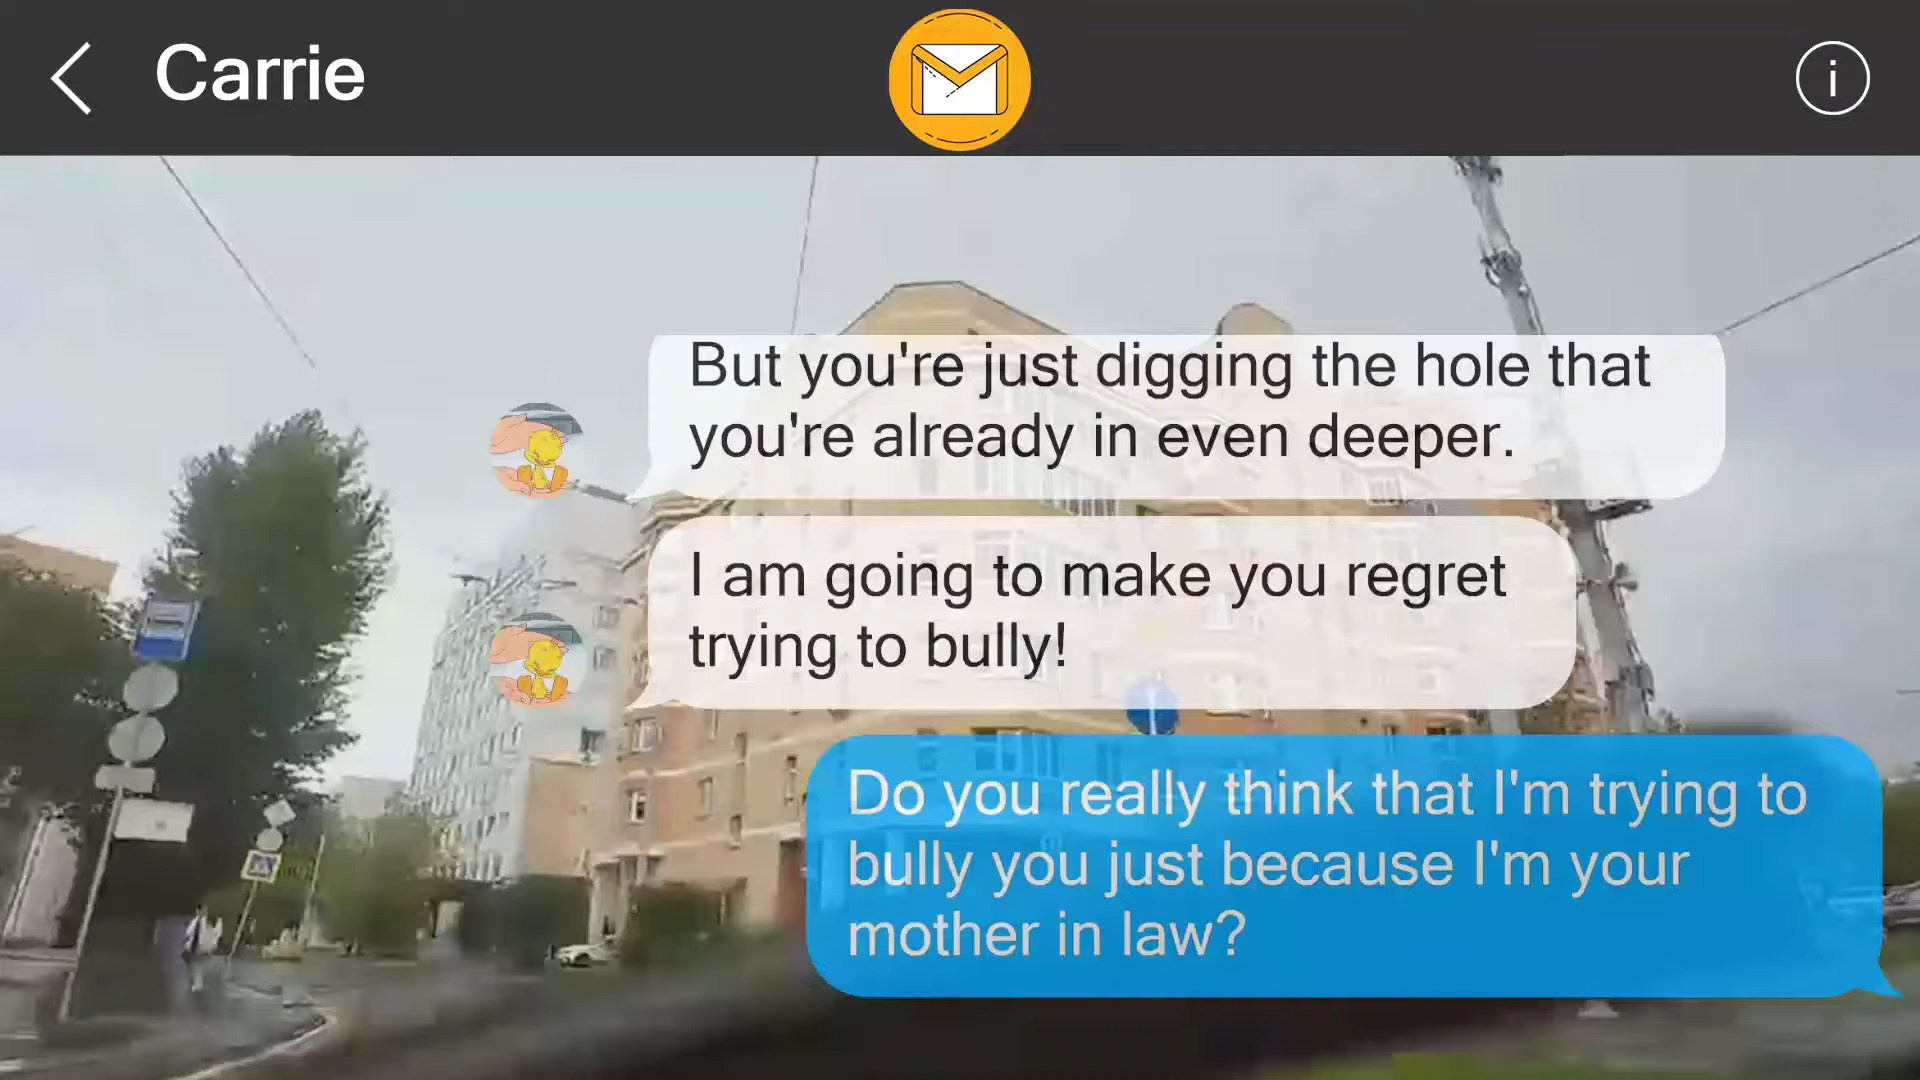 Carrie
i
But you're just digging the hole that
you're already in even deeper.
I am going to make you regret
trying to bully!
Do you really think that I'm trying to
bully you just because I'm your
mother in law?